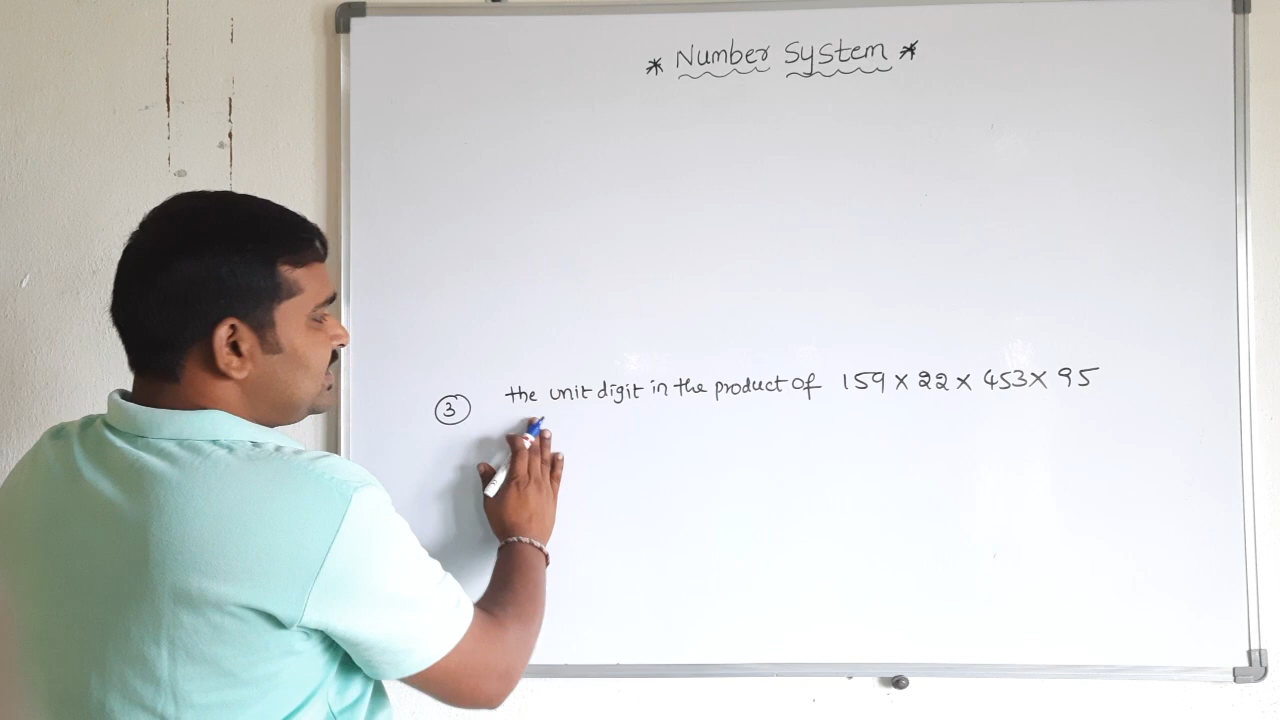 * Number System *
3 the unit digit in the product of 159 × 22 × 453 × 95